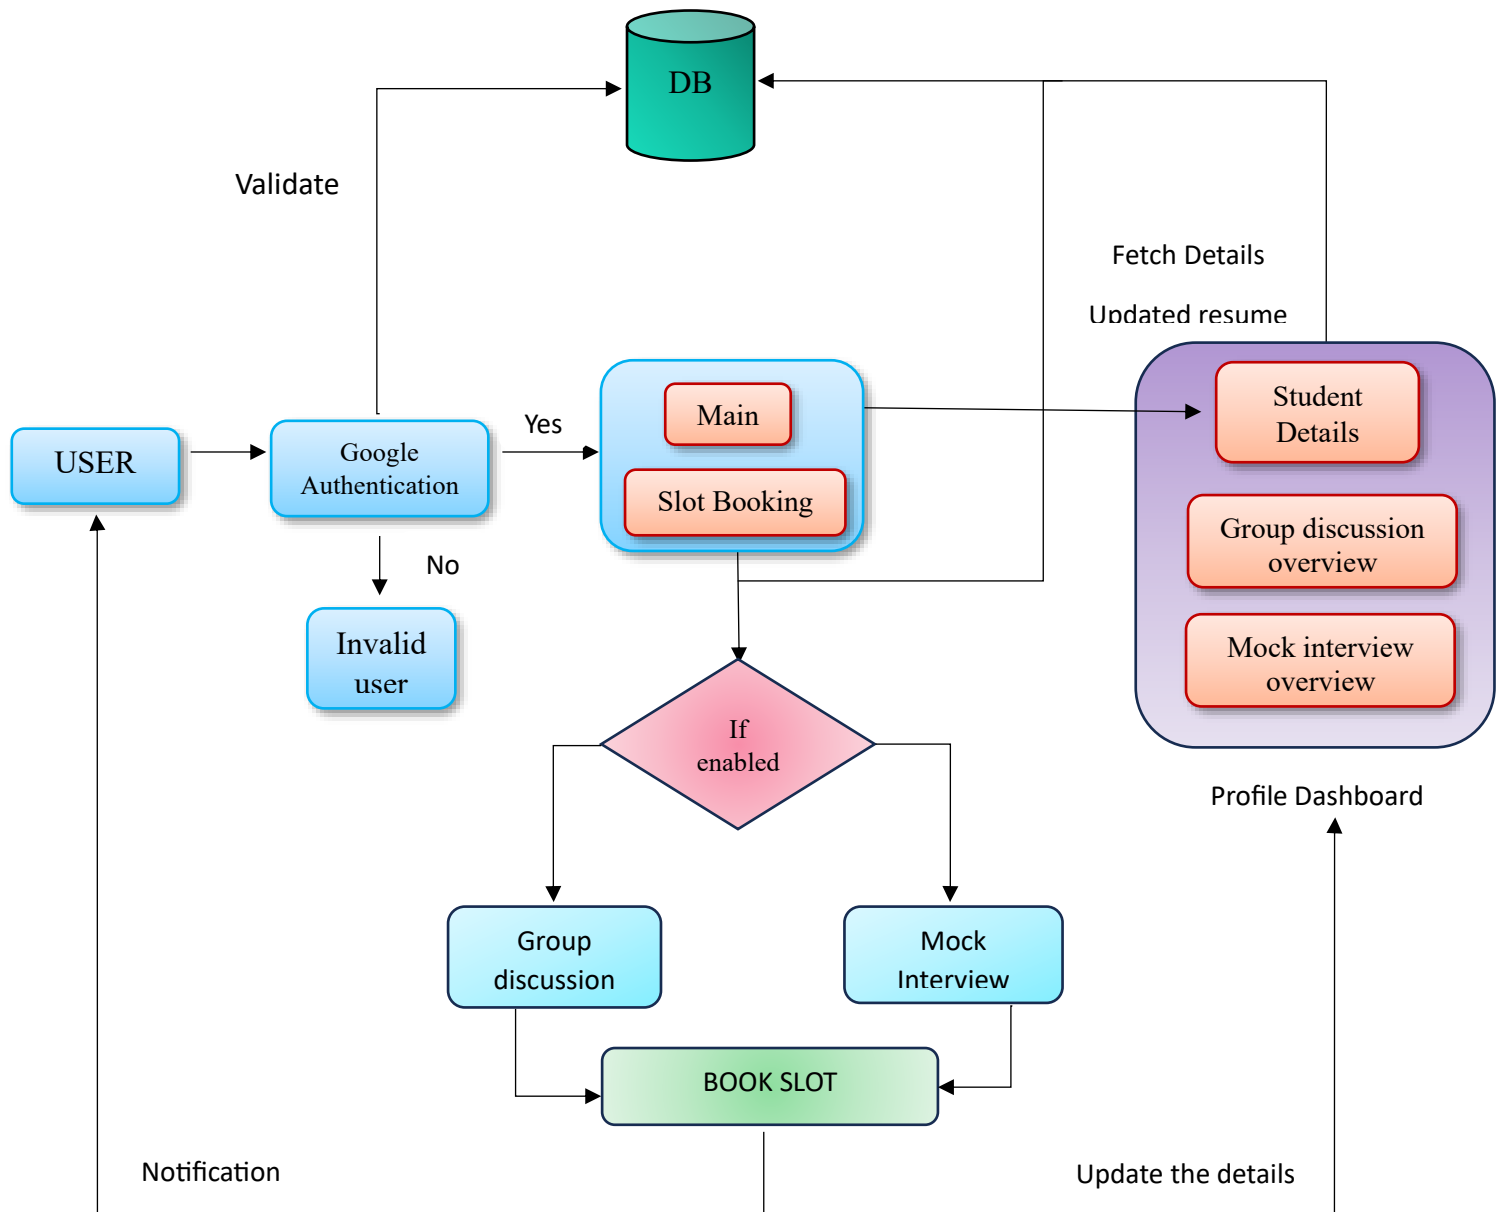 DB
Validate
Fetch Details
Updated resume
USER
Google
Authentication
Yes
Main
Slot Booking
Student
Details
No
Group discussion
overview
Invalid
user
Mock interview
overview
If
enabled
Profile Dashboard
Group
discussion
Mock
Interview
BOOK SLOT
Notification
Update the details